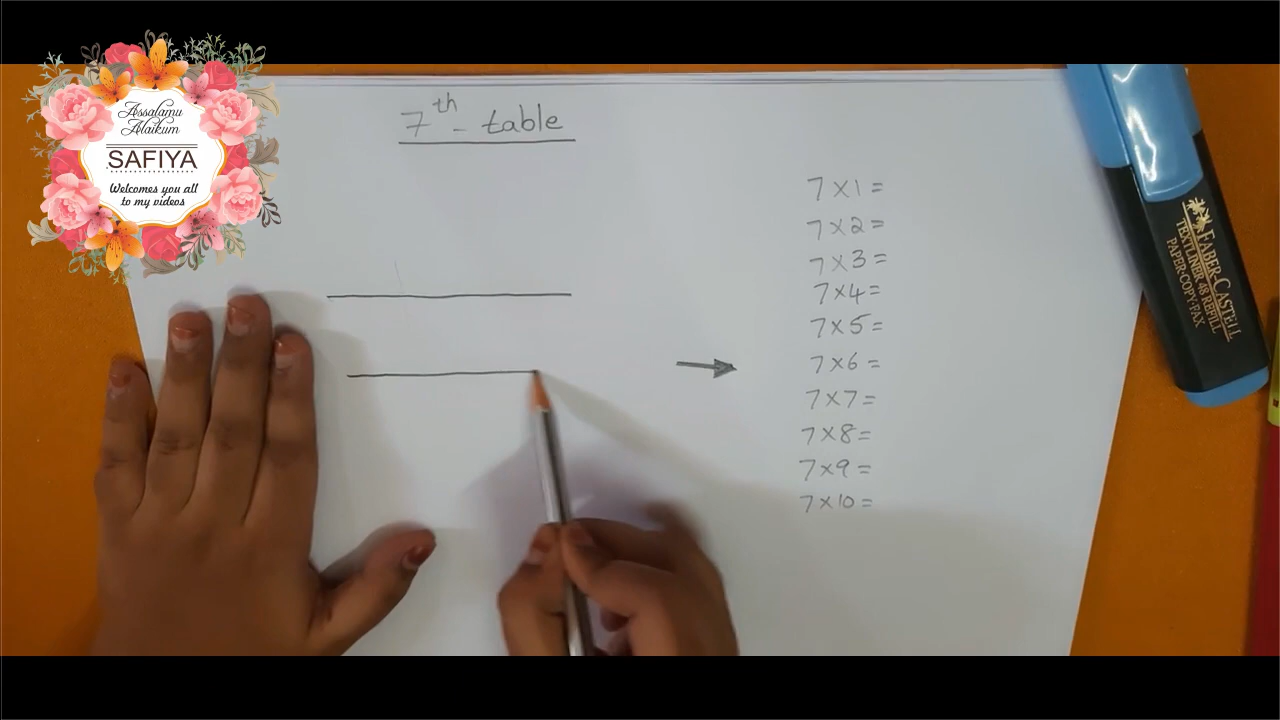 Assalamu
Alaikum
SAFIYA
Welcomes you all
to my videos
7th - table
7×1=
7×2=
7×3=
7×4=
7×5=
7×6=
7×7=
7×8=
7×9=
7×10=
FABER-CASTELL
TEXTLINER 48 REFILL
PAPER·COPY·FAX